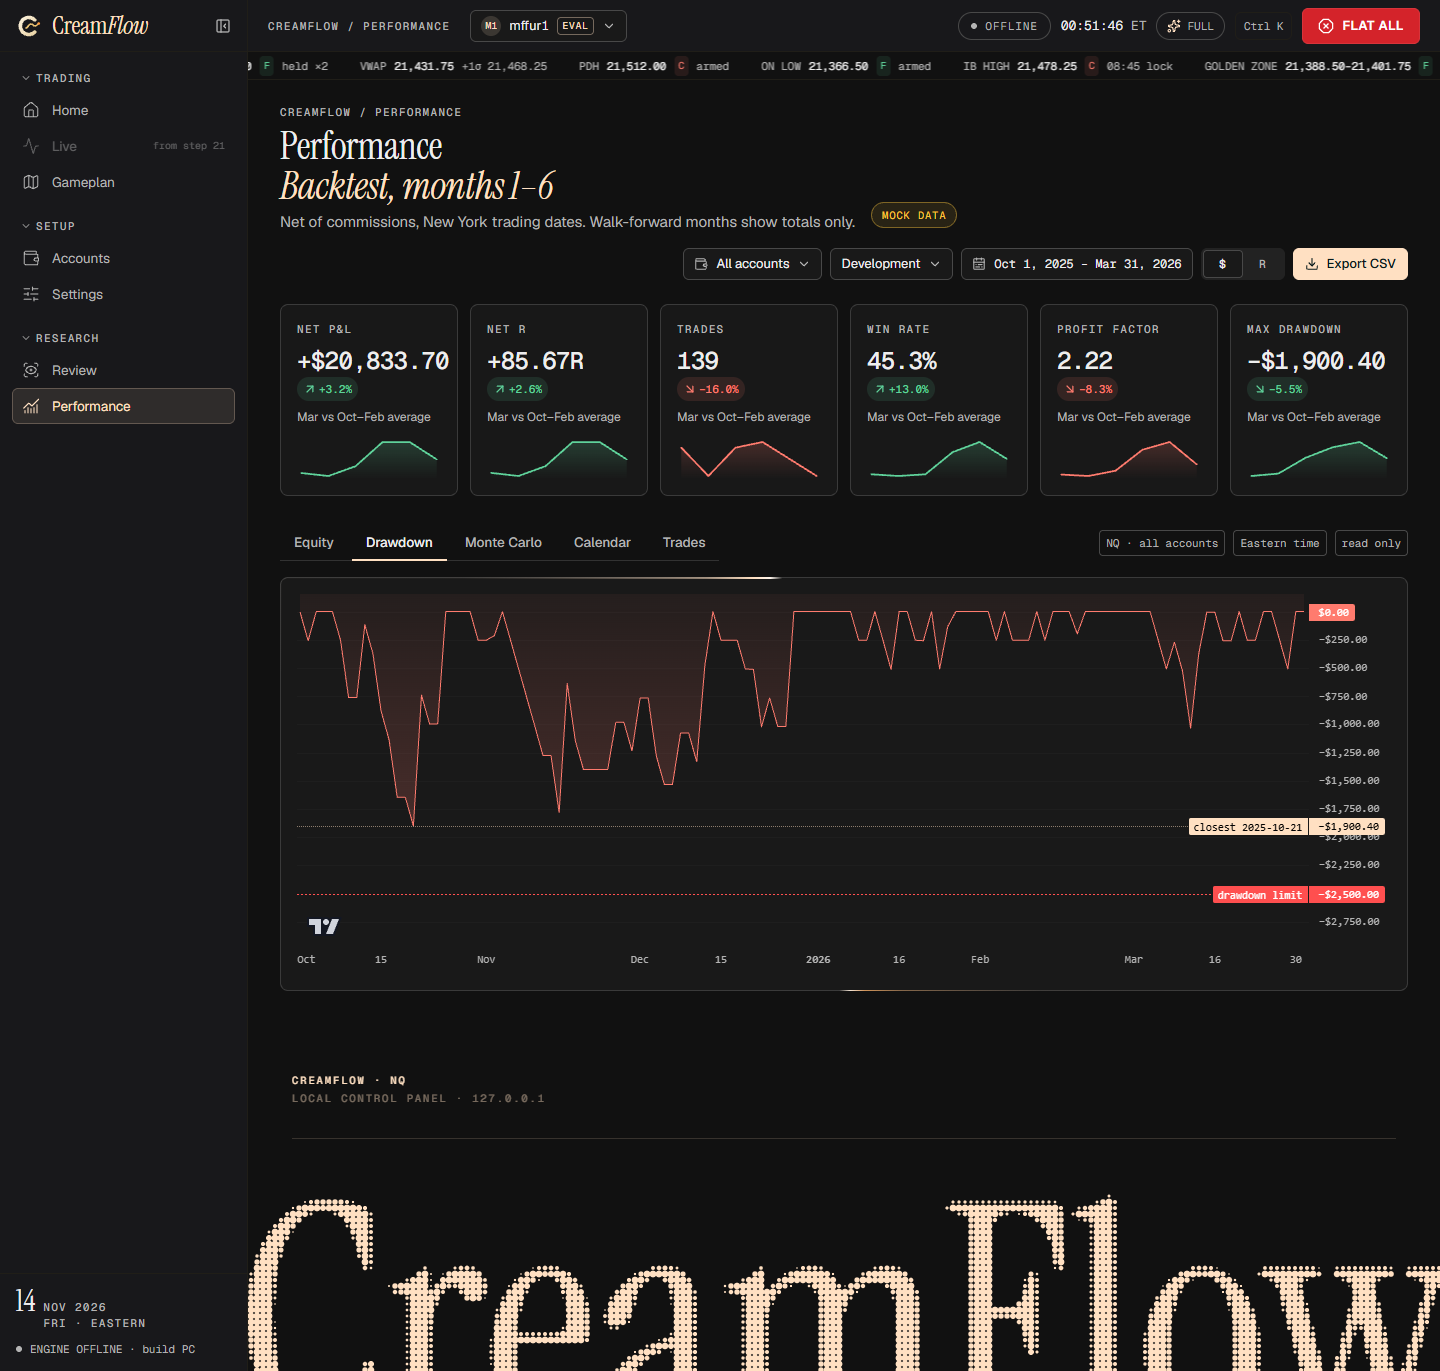 CreamFlow
CREAMFLOW / PERFORMANCE
M1 mffur1 EVAL
OFFLINE
00:51:46 ET
FULL
Ctrl K
FLAT ALL
F held ×2 VWAP 21,431.75 +1σ 21,468.25 PDH 21,512.00 C armed ON LOW 21,366.50 F armed IB HIGH 21,478.25 C 08:45 lock GOLDEN ZONE 21,388.50–21,401.75 F
TRADING
Home
Live from step 21
Gameplan
SETUP
Accounts
Settings
RESEARCH
Review
Performance
CREAMFLOW / PERFORMANCE
Performance
Backtest, months 1–6
Net of commissions, New York trading dates. Walk-forward months show totals only.
MOCK DATA
All accounts
Development
Oct 1, 2025 – Mar 31, 2026
$ R
Export CSV
NET P&L
+$20,833.70
+3.2%
Mar vs Oct–Feb average
NET R
+85.67R
+2.6%
Mar vs Oct–Feb average
TRADES
139
−16.0%
Mar vs Oct–Feb average
WIN RATE
45.3%
+13.0%
Mar vs Oct–Feb average
PROFIT FACTOR
2.22
−8.3%
Mar vs Oct–Feb average
MAX DRAWDOWN
−$1,900.40
−5.5%
Mar vs Oct–Feb average
Equity Drawdown Monte Carlo Calendar Trades
NQ · all accounts
Eastern time
read only
$0.00
−$250.00
−$500.00
−$750.00
−$1,000.00
−$1,250.00
−$1,500.00
−$1,750.00
closest 2025-10-21 −$1,900.40
−$2,000.00
−$2,250.00
drawdown limit −$2,500.00
−$2,750.00
Oct 15 Nov Dec 15 2026 16 Feb Mar 16 30
CREAMFLOW · NQ
LOCAL CONTROL PANEL · 127.0.0.1
CreamFlow
14 NOV 2026
FRI · EASTERN
ENGINE OFFLINE · build PC